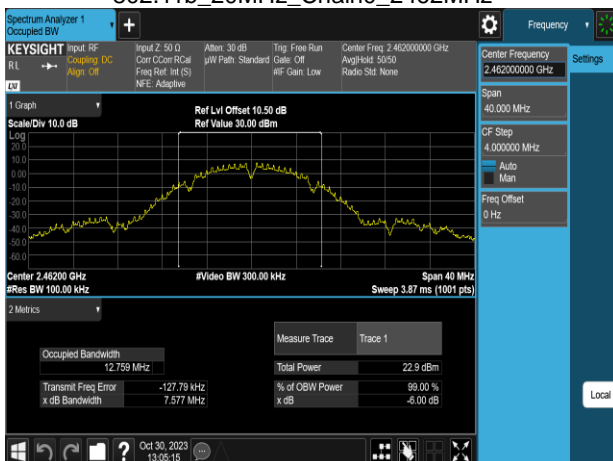 802.11b_20MHz_Chain0_2462MHz
Spectrum Analyzer 1
Occupied BW
Frequency
KEYSIGHT
RL
LXI
Input: RF
Coupling: DC
Align: Off
Input Z: 50 Ω
Corr CCorr RCal
Freq Ref: Int (S)
NFE: Adaptive
Atten: 30 dB
µW Path: Standard
Trig: Free Run
Gate: Off
#IF Gain: Low
Center Freq: 2.462000000 GHz
Avg|Hold: 50/50
Radio Std: None
Center Frequency
2.462000000 GHz
Settings
Span
40.000 MHz
CF Step
4.000000 MHz
Auto
Man
Freq Offset
0 Hz
Local
1 Graph
Scale/Div 10.0 dB
Ref Lvl Offset 10.50 dB
Ref Value 30.00 dBm
Log
20.0
10.0
0.00
-10.0
-20.0
-30.0
-40.0
-50.0
-60.0
Center 2.46200 GHz
#Video BW 300.00 kHz
Span 40 MHz
#Res BW 100.00 kHz
Sweep 3.87 ms (1001 pts)
2 Metrics
Measure Trace
Trace 1
Occupied Bandwidth
12.759 MHz
Total Power
22.9 dBm
Transmit Freq Error
-127.79 kHz
% of OBW Power
99.00 %
x dB Bandwidth
7.577 MHz
x dB
-6.00 dB
Oct 30, 2023
13:05:15